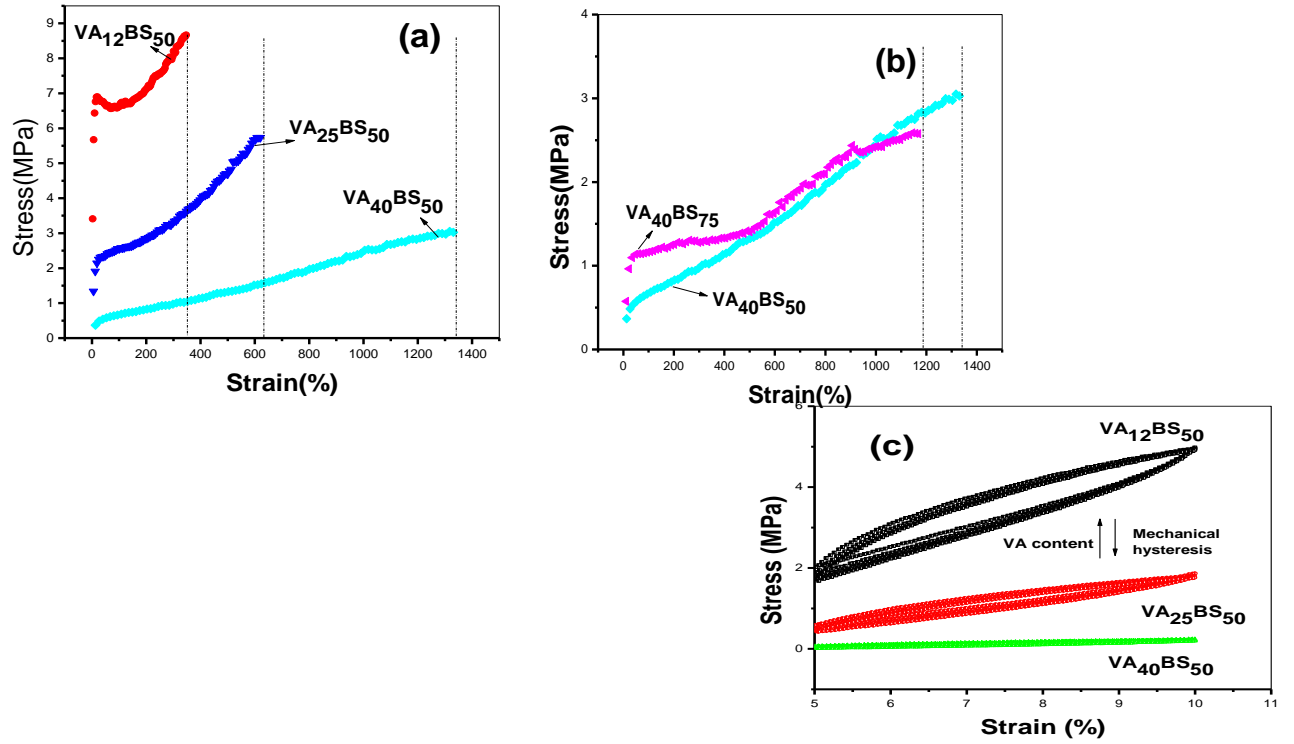 (a)
VA12BS50
VA25BS50
VA40BS50
Stress(MPa)
9
8
7
6
5
4
3
2
1
0
0 200 400 600 800 1000 1200 1400
Strain(%)
(b)
VA40BS75
VA40BS50
Stress(MPa)
4
3
2
1
0
0 200 400 600 800 1000 1200 1400
Strain(%)
(c)
VA12BS50
VA content
Mechanical
hysteresis
VA25BS50
VA40BS50
Stress (MPa)
6
4
2
0
5 6 7 8 9 10 11
Strain (%)